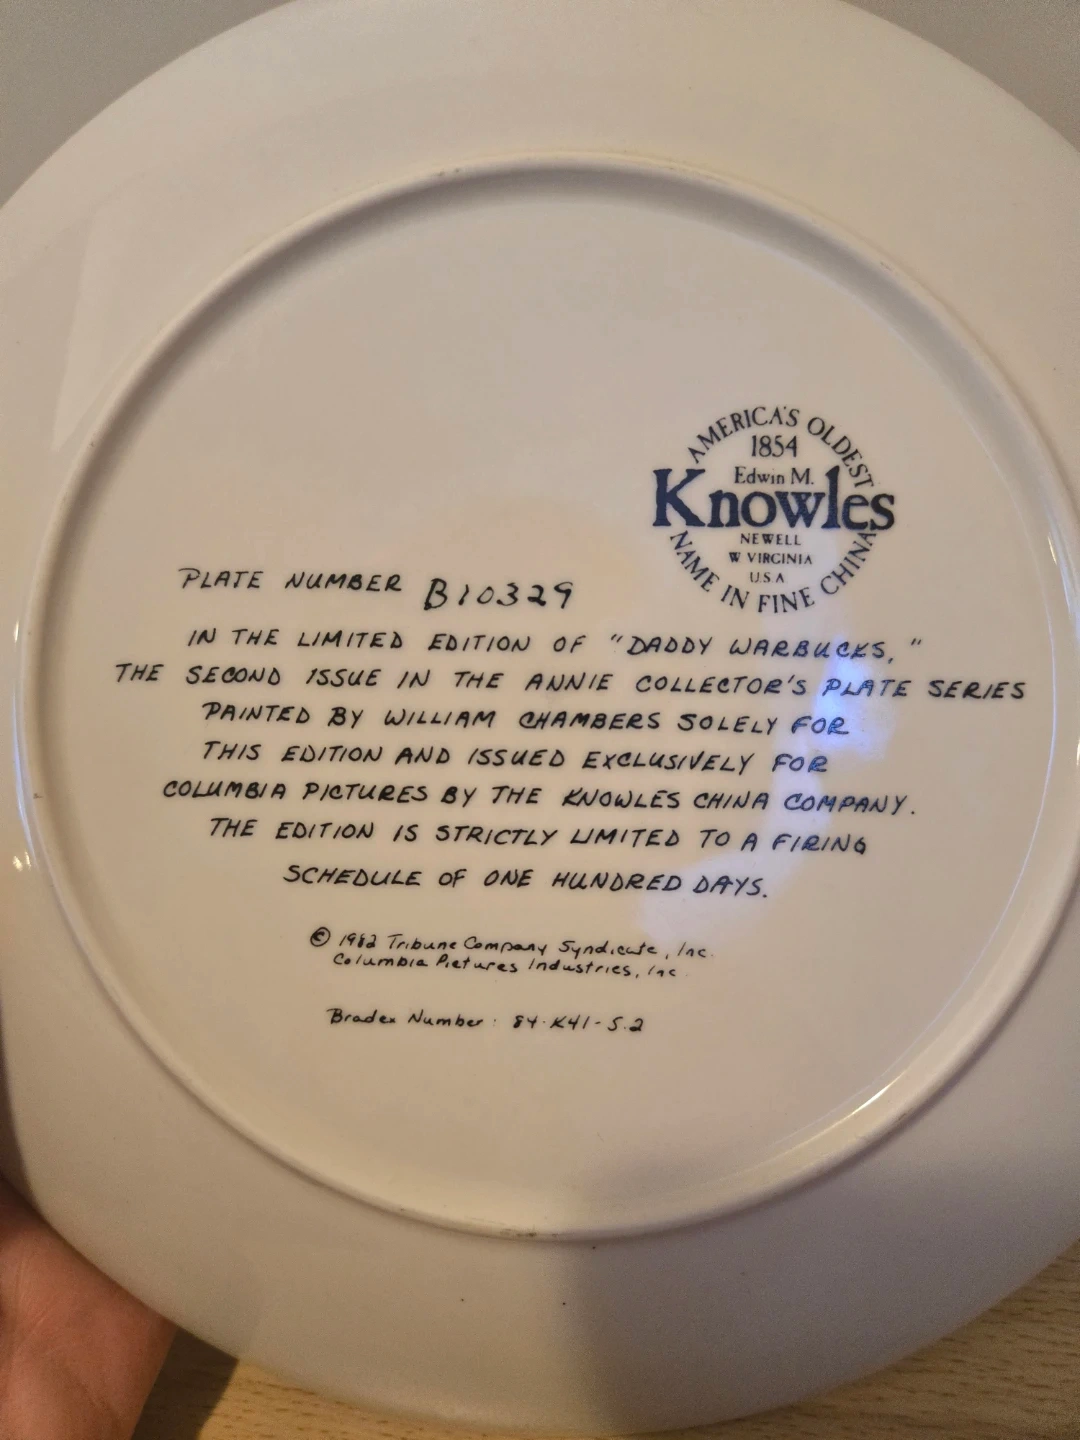 AMERICA'S OLDEST
1854
Edwin M.
Knowles
NEWELL
W VIRGINIA
U.S.A
NAME IN FINE CHINA
PLATE NUMBER B10329
IN THE LIMITED EDITION OF "DADDY WARBUCKS,"
THE SECOND ISSUE IN THE ANNIE COLLECTOR'S PLATE SERIES
PAINTED BY WILLIAM CHAMBERS SOLELY FOR
THIS EDITION AND ISSUED EXCLUSIVELY FOR
COLUMBIA PICTURES BY THE KNOWLES CHINA COMPANY.
THE EDITION IS STRICTLY LIMITED TO A FIRING
SCHEDULE OF ONE HUNDRED DAYS.
© 1982 Tribune Company Syndicate, Inc.
Columbia Pictures Industries, Inc
Bradex Number: 84-K41-5.2